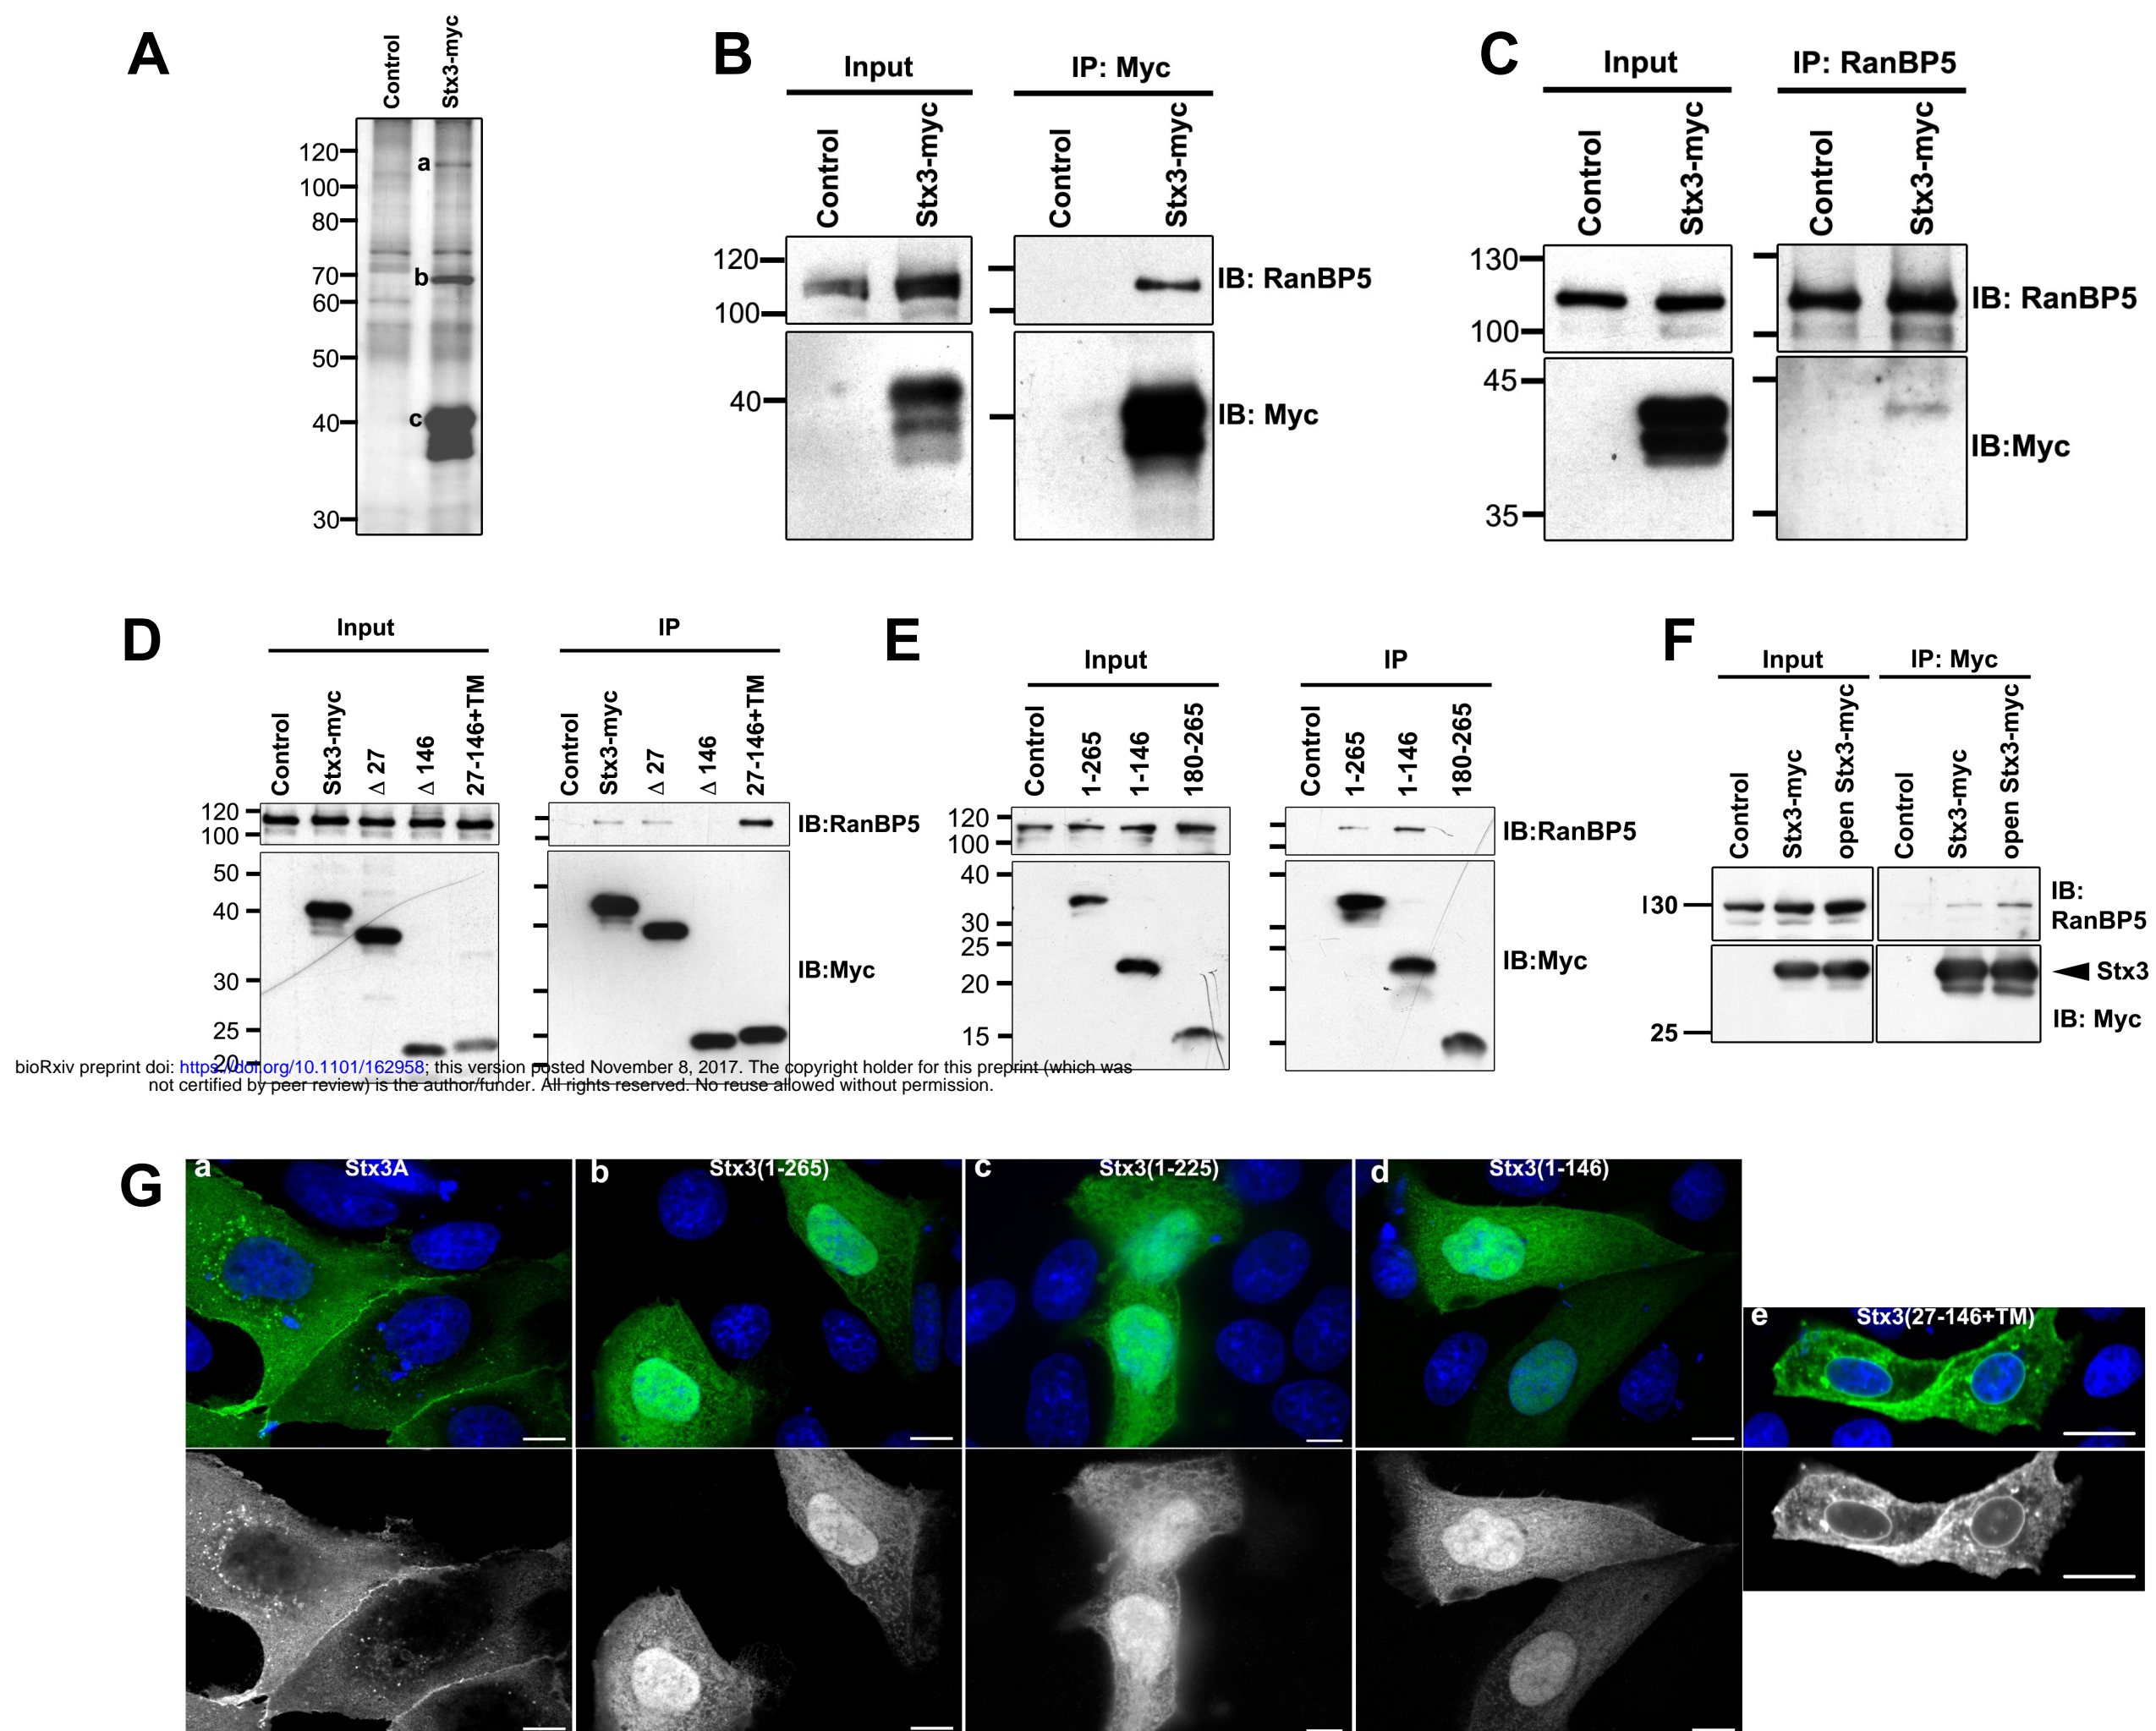 A
Control
Stx3-myc
120
100
80
70
60
50
40
30
a
b
c
B
Input
IP: Myc
Control
Stx3-myc
Control
Stx3-myc
120
100
IB: RanBP5
40
IB: Myc
C
Input
IP: RanBP5
Control
Stx3-myc
Control
Stx3-myc
130
100
IB: RanBP5
45
35
IB:Myc
D
Input
IP
Control
Stx3-myc
Δ 27
Δ 146
27-146+TM
Control
Stx3-myc
Δ 27
Δ 146
27-146+TM
120
100
IB:RanBP5
50
40
30
25
20
IB:Myc
E
Input
IP
Control
1-265
1-146
180-265
Control
1-265
1-146
180-265
120
100
IB:RanBP5
40
30
25
20
15
IB:Myc
F
Input
IP: Myc
Control
Stx3-myc
open Stx3-myc
Control
Stx3-myc
open Stx3-myc
130
IB:
RanBP5
Stx3
IB: Myc
25
bioRxiv preprint doi: https://doi.org/10.1101/162958; this version posted November 8, 2017. The copyright holder for this preprint (which was
not certified by peer review) is the author/funder. All rights reserved. No reuse allowed without permission.
G
a
Stx3A
b
Stx3(1-265)
c
Stx3(1-225)
d
Stx3(1-146)
e
Stx3(27-146+TM)